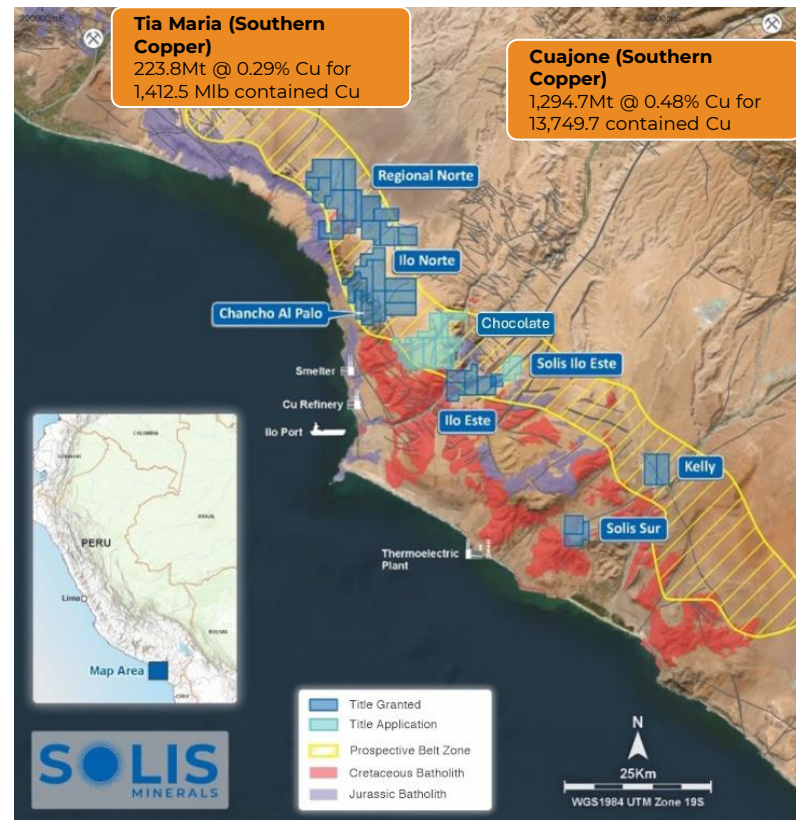 200000mE
Tia Maria (Southern
Copper)
223.8Mt @ 0.29% Cu for
1,412.5 Mlb contained Cu
Cuajone (Southern
Copper)
1,294.7Mt @ 0.48% Cu for
13,749.7 contained Cu
Regional Norte
Ilo Norte
Chancho Al Palo
Chocolate
Solis Ilo Este
Smelter
Cu Refinery
Ilo Port
Ilo Este
Kelly
Solis Sur
Thermoelectric
Plant
COLOMBIA
BRAZIL
PERU
Lima
BOLIVIA
Map Area
Title Granted
Title Application
Prospective Belt Zone
Cretaceous Batholith
Jurassic Batholith
N
25Km
WGS1984 UTM Zone 19S
SOLIS
MINERALS